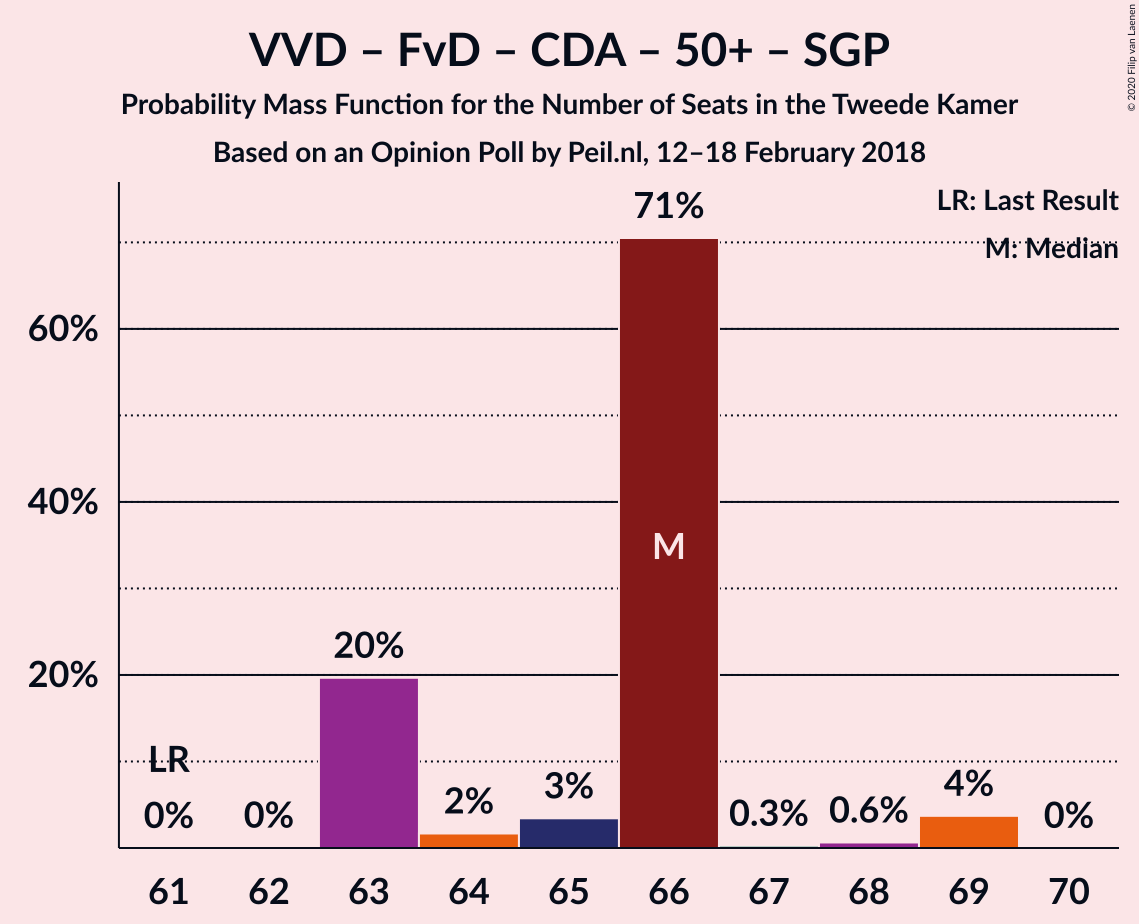 VVD – FvD – CDA – 50+ – SGP
Probability Mass Function for the Number of Seats in the Tweede Kamer
Based on an Opinion Poll by Peil.nl, 12–18 February 2018
© 2020 Filip van Laenen
LR: Last Result
M: Median
60%
40%
20%
LR
0%
0%
20%
2%
3%
71%
M
0.3%
0.6%
4%
0%
61 62 63 64 65 66 67 68 69 70